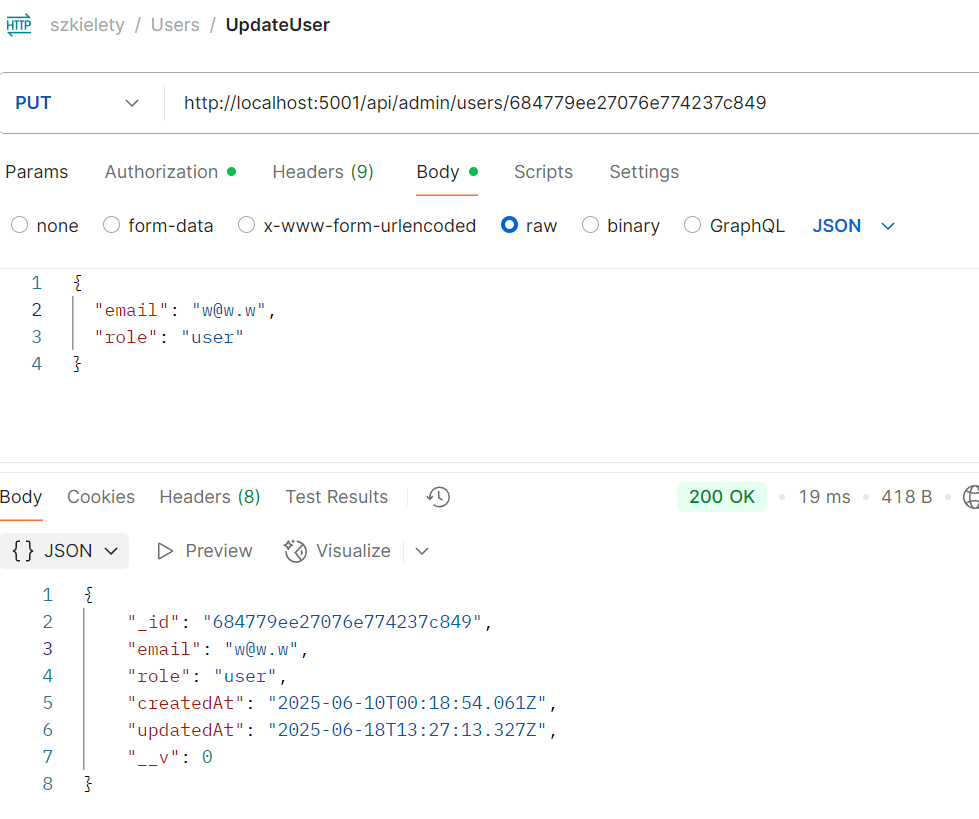 HTTP szkielety / Users / UpdateUser
PUT http://localhost:5001/api/admin/users/684779ee27076e774237c849
Params Authorization Headers (9) Body Scripts Settings
none form-data x-www-form-urlencoded raw binary GraphQL JSON
1 {
2 "email": "w@w.w",
3 "role": "user"
4 }
Body Cookies Headers (8) Test Results 200 OK 19 ms 418 B
{} JSON Preview Visualize
1 {
2 "_id": "684779ee27076e774237c849",
3 "email": "w@w.w",
4 "role": "user",
5 "createdAt": "2025-06-10T00:18:54.061Z",
6 "updatedAt": "2025-06-18T13:27:13.327Z",
7 "__v": 0
8 }